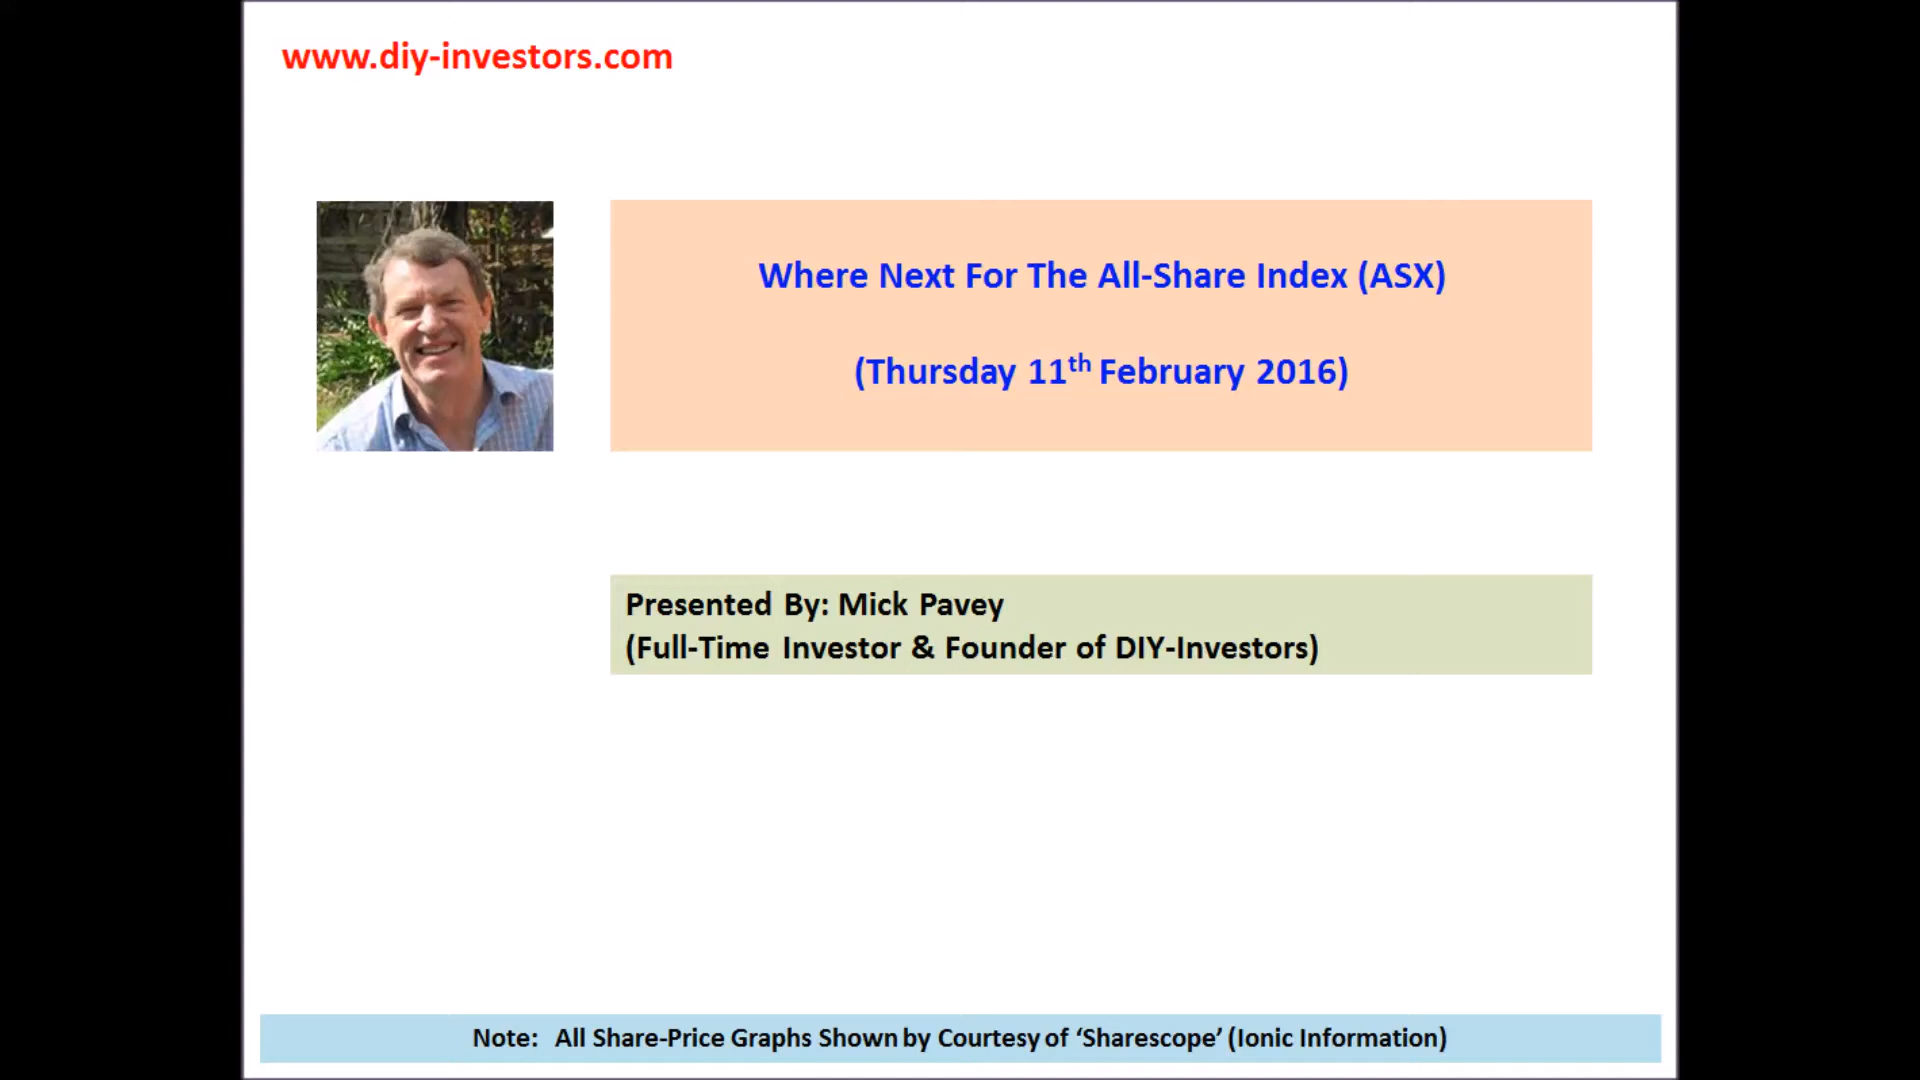 www.diy-investors.com
Where Next For The All-Share Index (ASX)
(Thursday 11th February 2016)
Presented By: Mick Pavey
(Full-Time Investor & Founder of DIY-Investors)
Note: All Share-Price Graphs Shown by Courtesy of ‘Sharescope’ (Ionic Information)